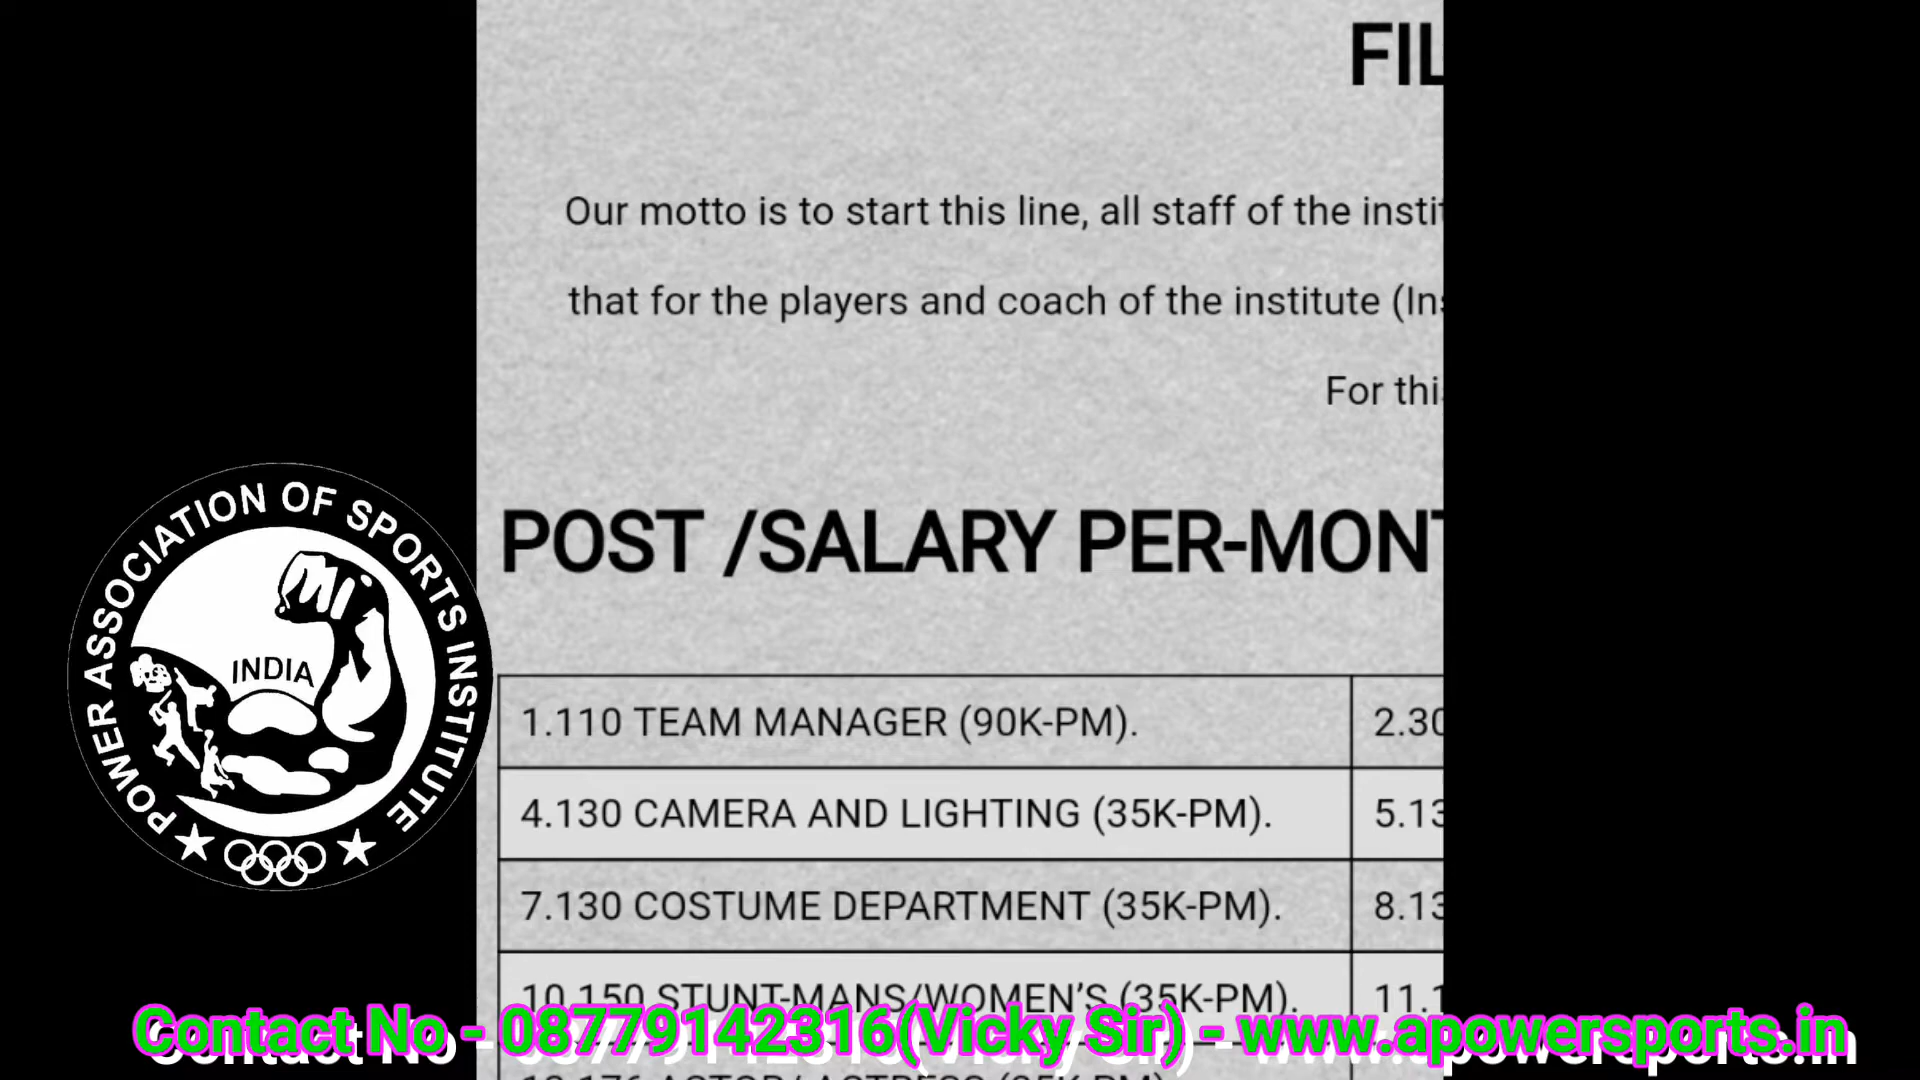 FIL
Our motto is to start this line, all staff of the instit
that for the players and coach of the institute (Ins
For this
POST /SALARY PER-MONT
POWER ASSOCIATION OF SPORTS INSTITUTE
INDIA
1.110 TEAM MANAGER (90K-PM). 2.30
4.130 CAMERA AND LIGHTING (35K-PM). 5.13
7.130 COSTUME DEPARTMENT (35K-PM). 8.13
10.150 STUNT-MANS/WOMEN'S (35K-PM). 11.1
Contact No - 08779142316(Vicky Sir) - www.apowersports.in